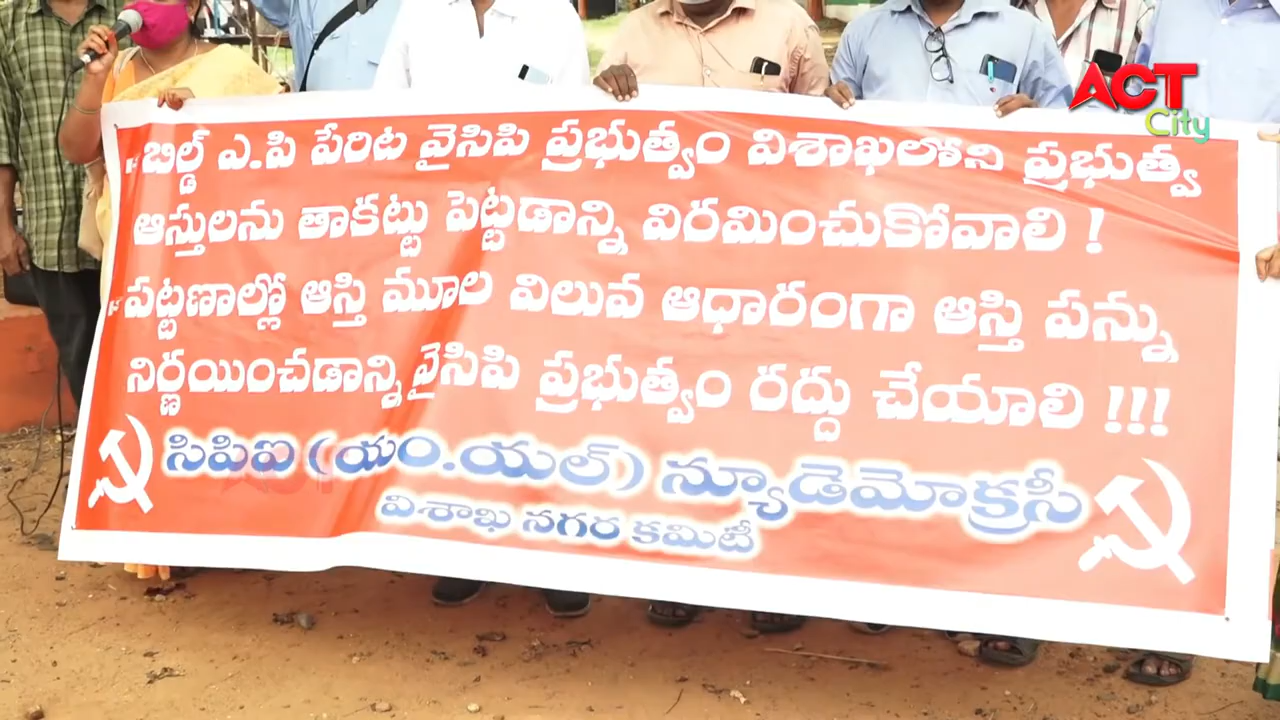 ACT
City
బిల్డ్ ఎ.పి పేరిట వైసిపి ప్రభుత్వం విశాఖలోని ప్రభుత్వ
ఆస్తులను తాకట్టు పెట్టడాన్ని విరమించుకోవాలి !
పట్టణాల్లో ఆస్తి మూల విలువ ఆధారంగా ఆస్తి పన్ను
నిర్ణయించడాన్ని వైసిపి ప్రభుత్వం రద్దు చేయాలి !!!
సిపిఐ (యం.యల్) న్యూడెమోక్రసీ
విశాఖ నగర కమిటీ